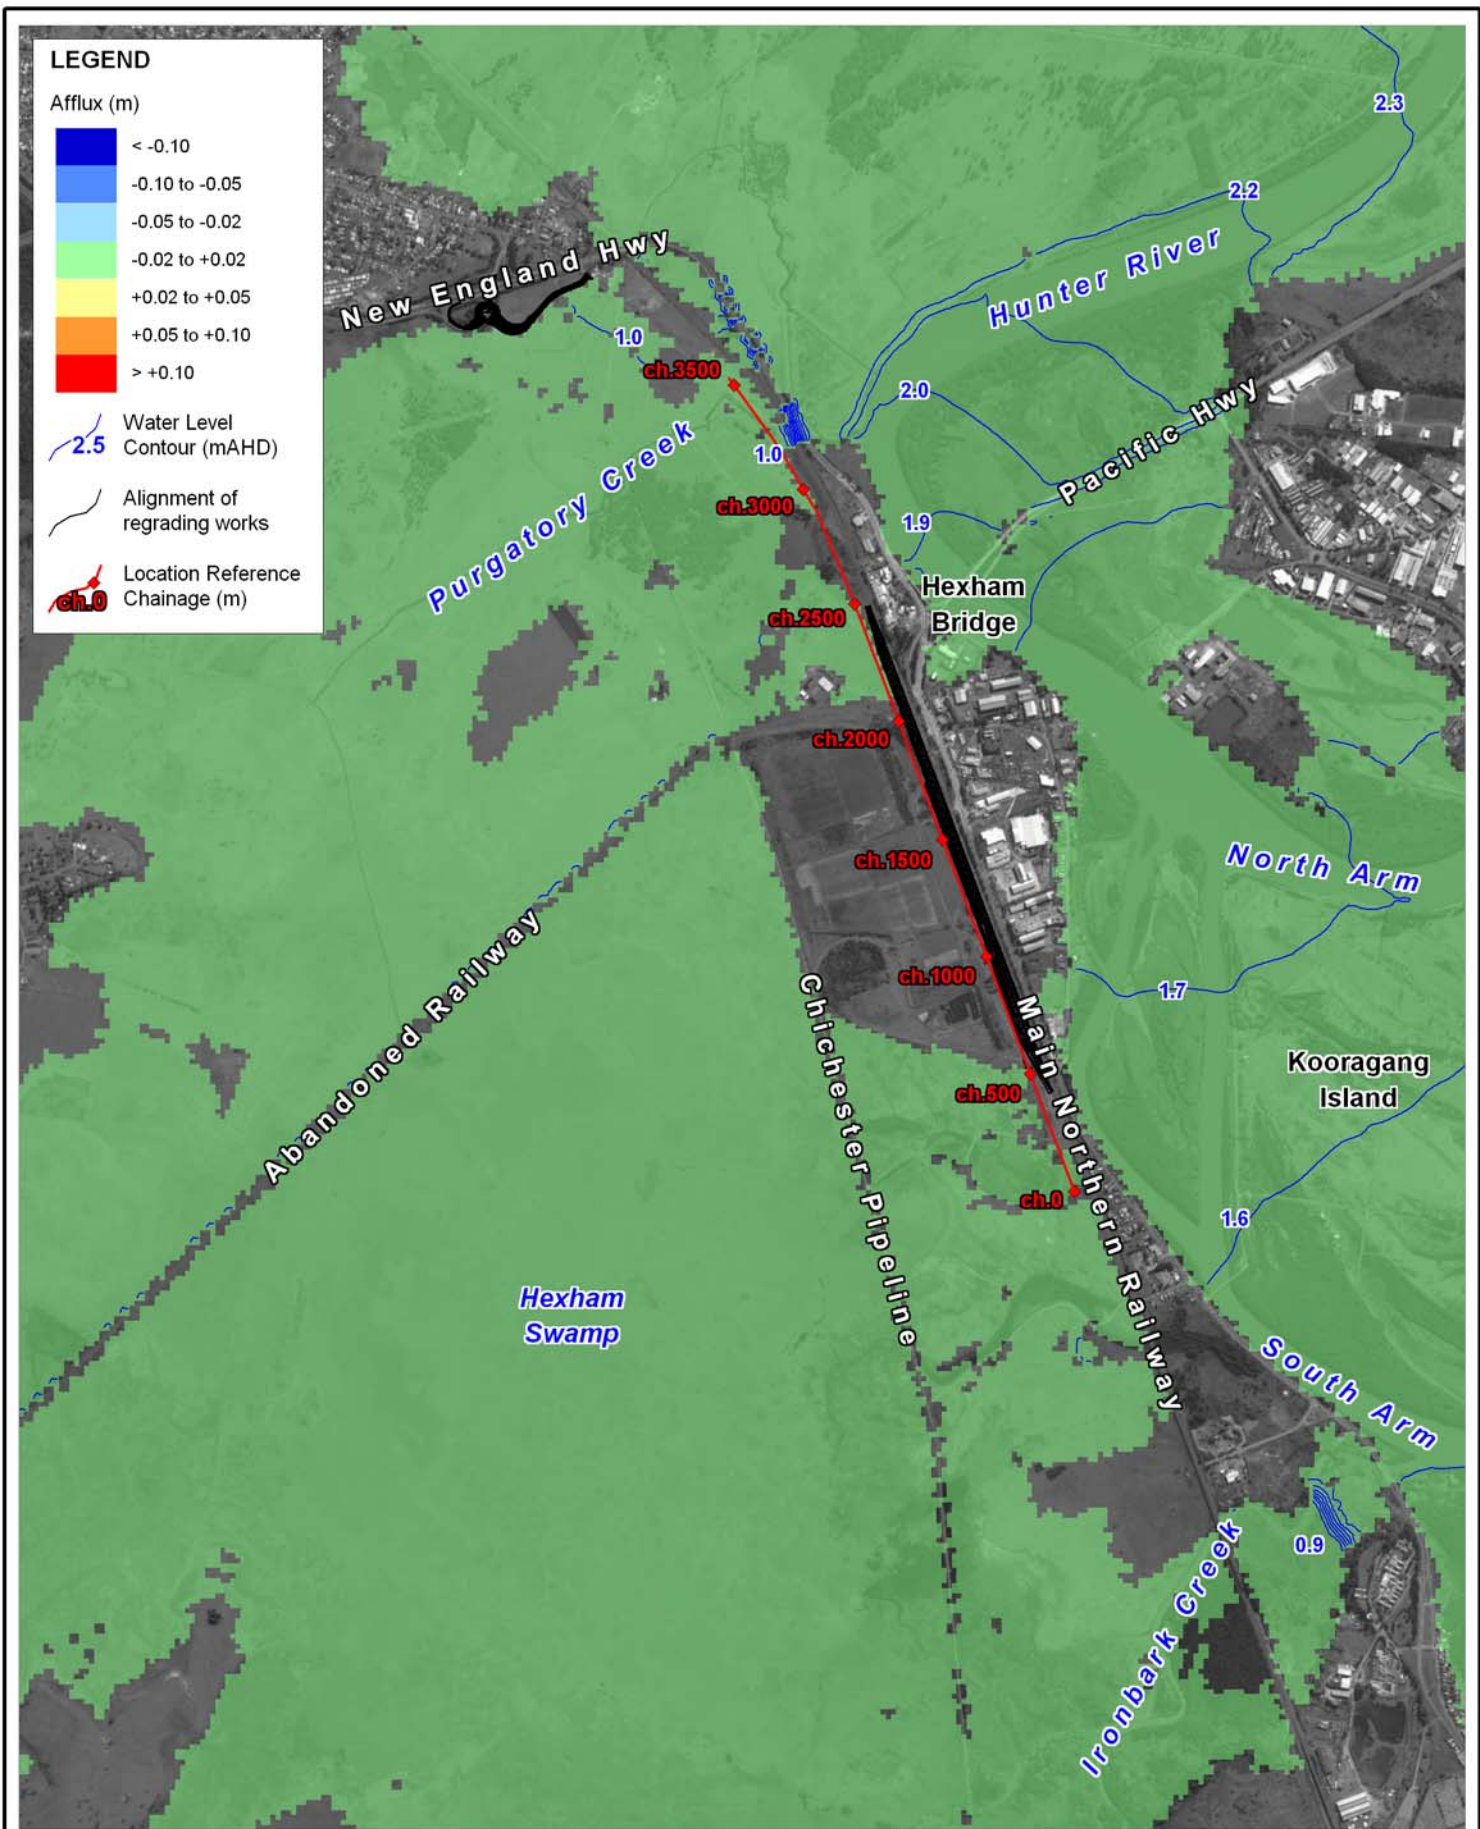 LEGEND
Afflux (m)
< -0.10
-0.10 to -0.05
-0.05 to -0.02
-0.02 to +0.02
+0.02 to +0.05
+0.05 to +0.10
> +0.10
2.5
Water Level
Contour (mAHD)
Alignment of
regrading works
ch.0
Location Reference
Chainage (m)
2.3
2.2
Hunter River
New England Hwy
1.0
ch.3500
2.0
Pacific Hwy
Purgatory Creek
1.0
ch.3000
1.9
Hexham
Bridge
ch.2500
ch.2000
ch.1500
North Arm
Abandoned Railway
ch.1000
1.7
Chichester Pipeline
Main Northern Railway
Kooragang
Island
ch.500
ch.0
1.6
Hexham
Swamp
South Arm
0.9
Ironbark Creek